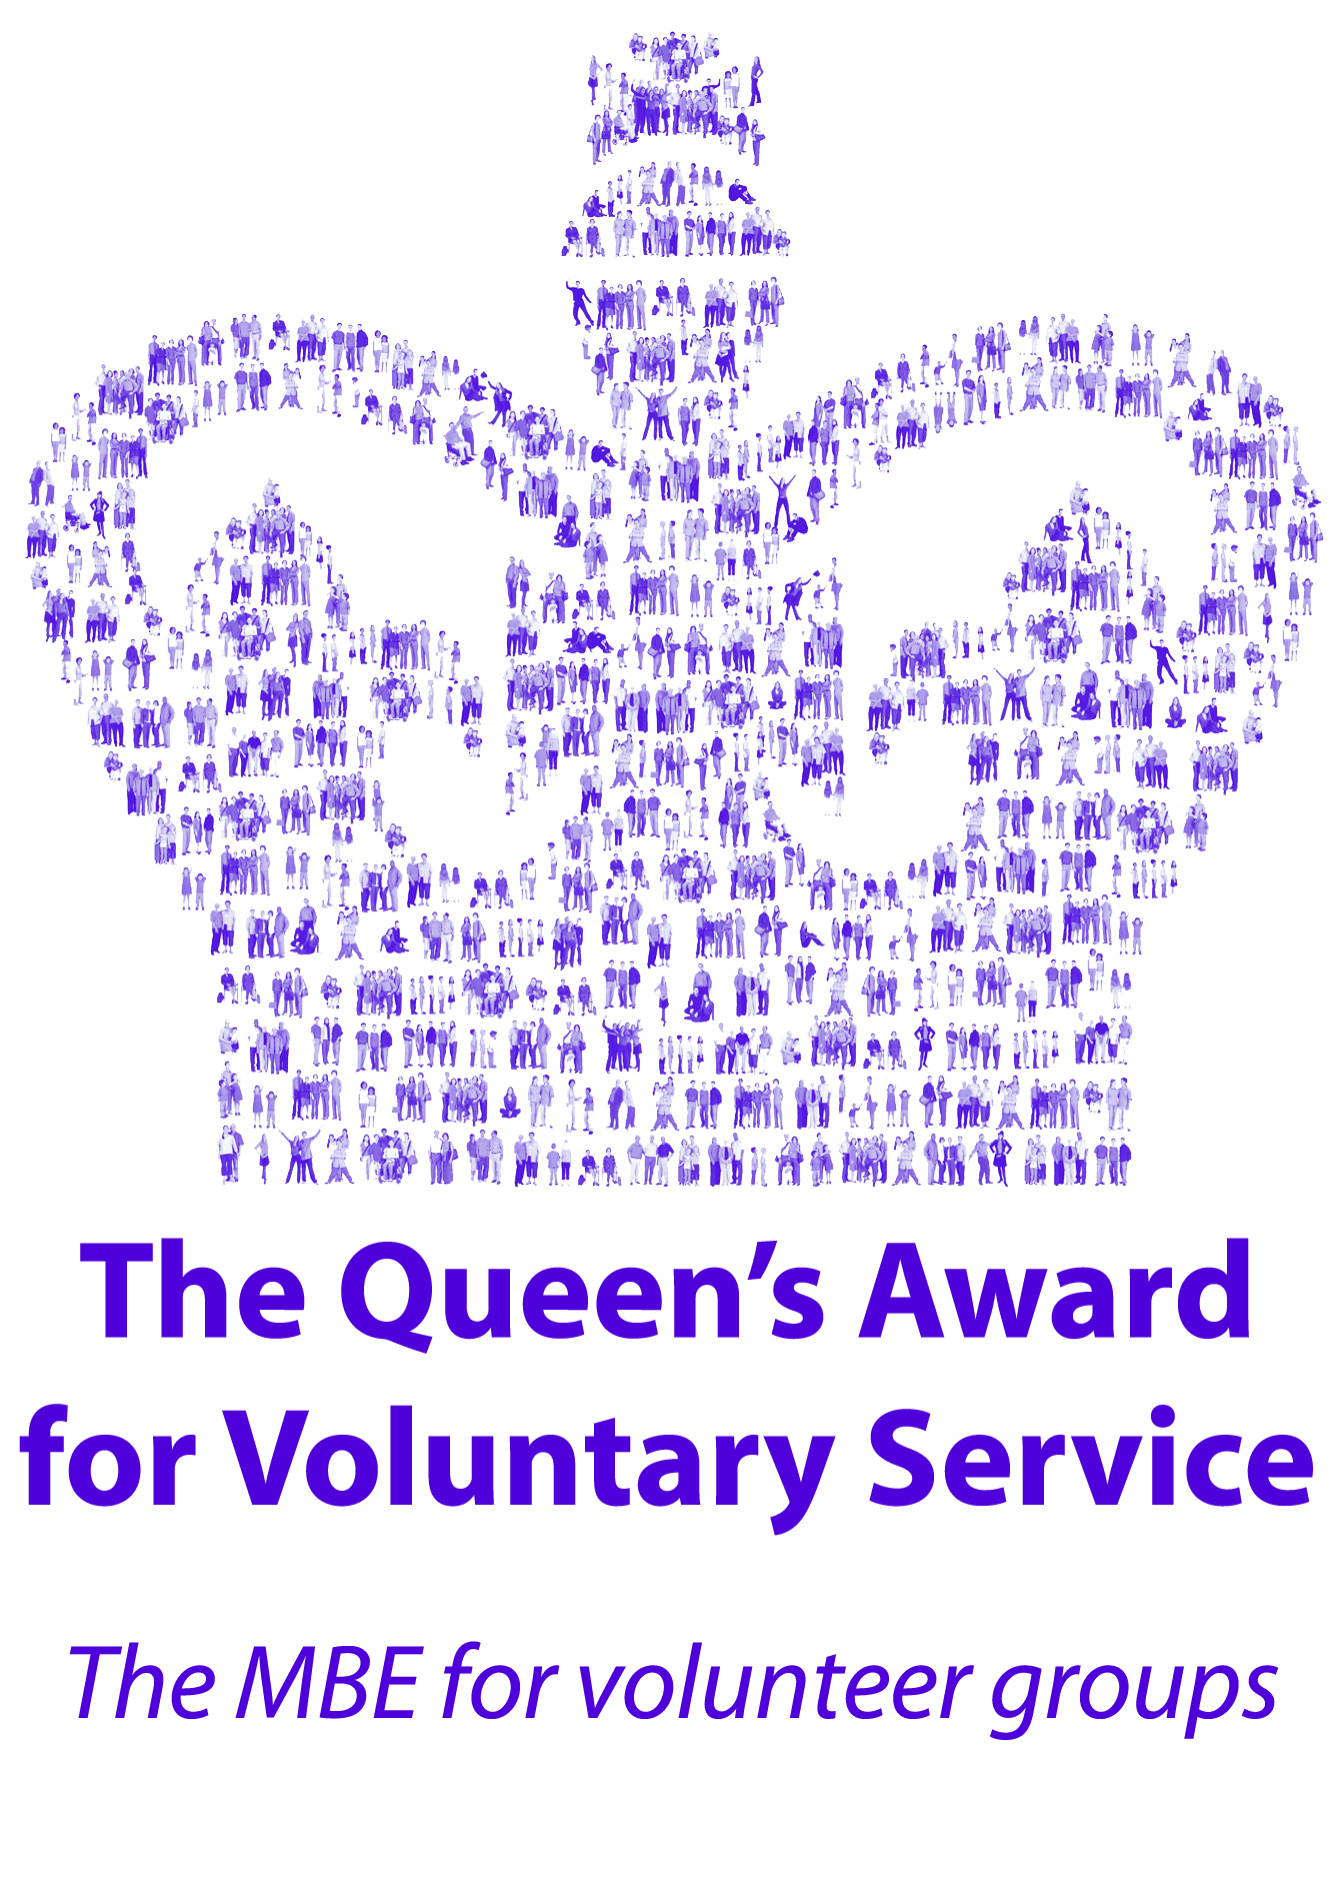 The Queen’s Award
for Voluntary Service
The MBE for volunteer groups